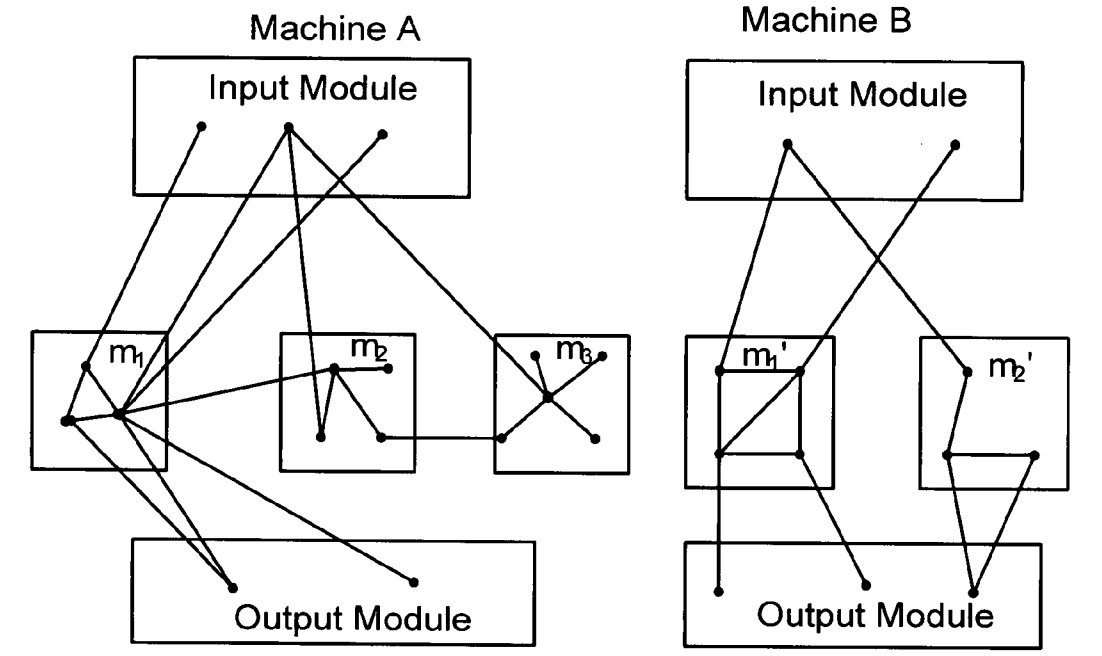 Machine A
Machine B
Input Module
Input Module
m₁
m₂
m₃
m₁'
m₂'
Output Module
Output Module